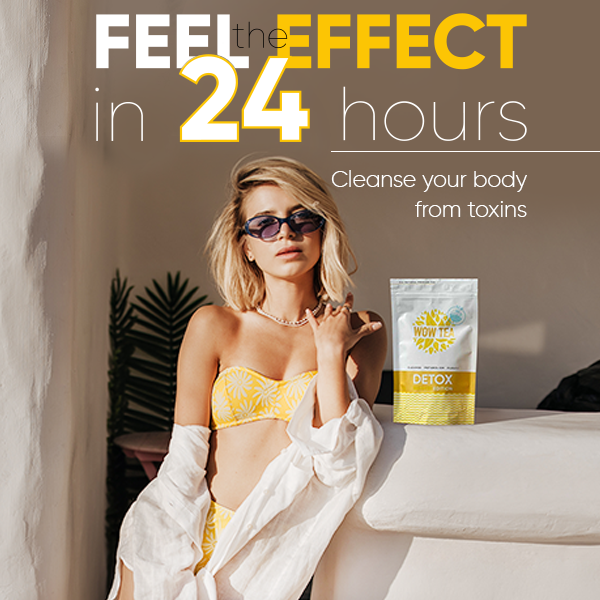 FEEL the EFFECT
in 24 hours
Cleanse your body
from toxins
WOW TEA
DETOX